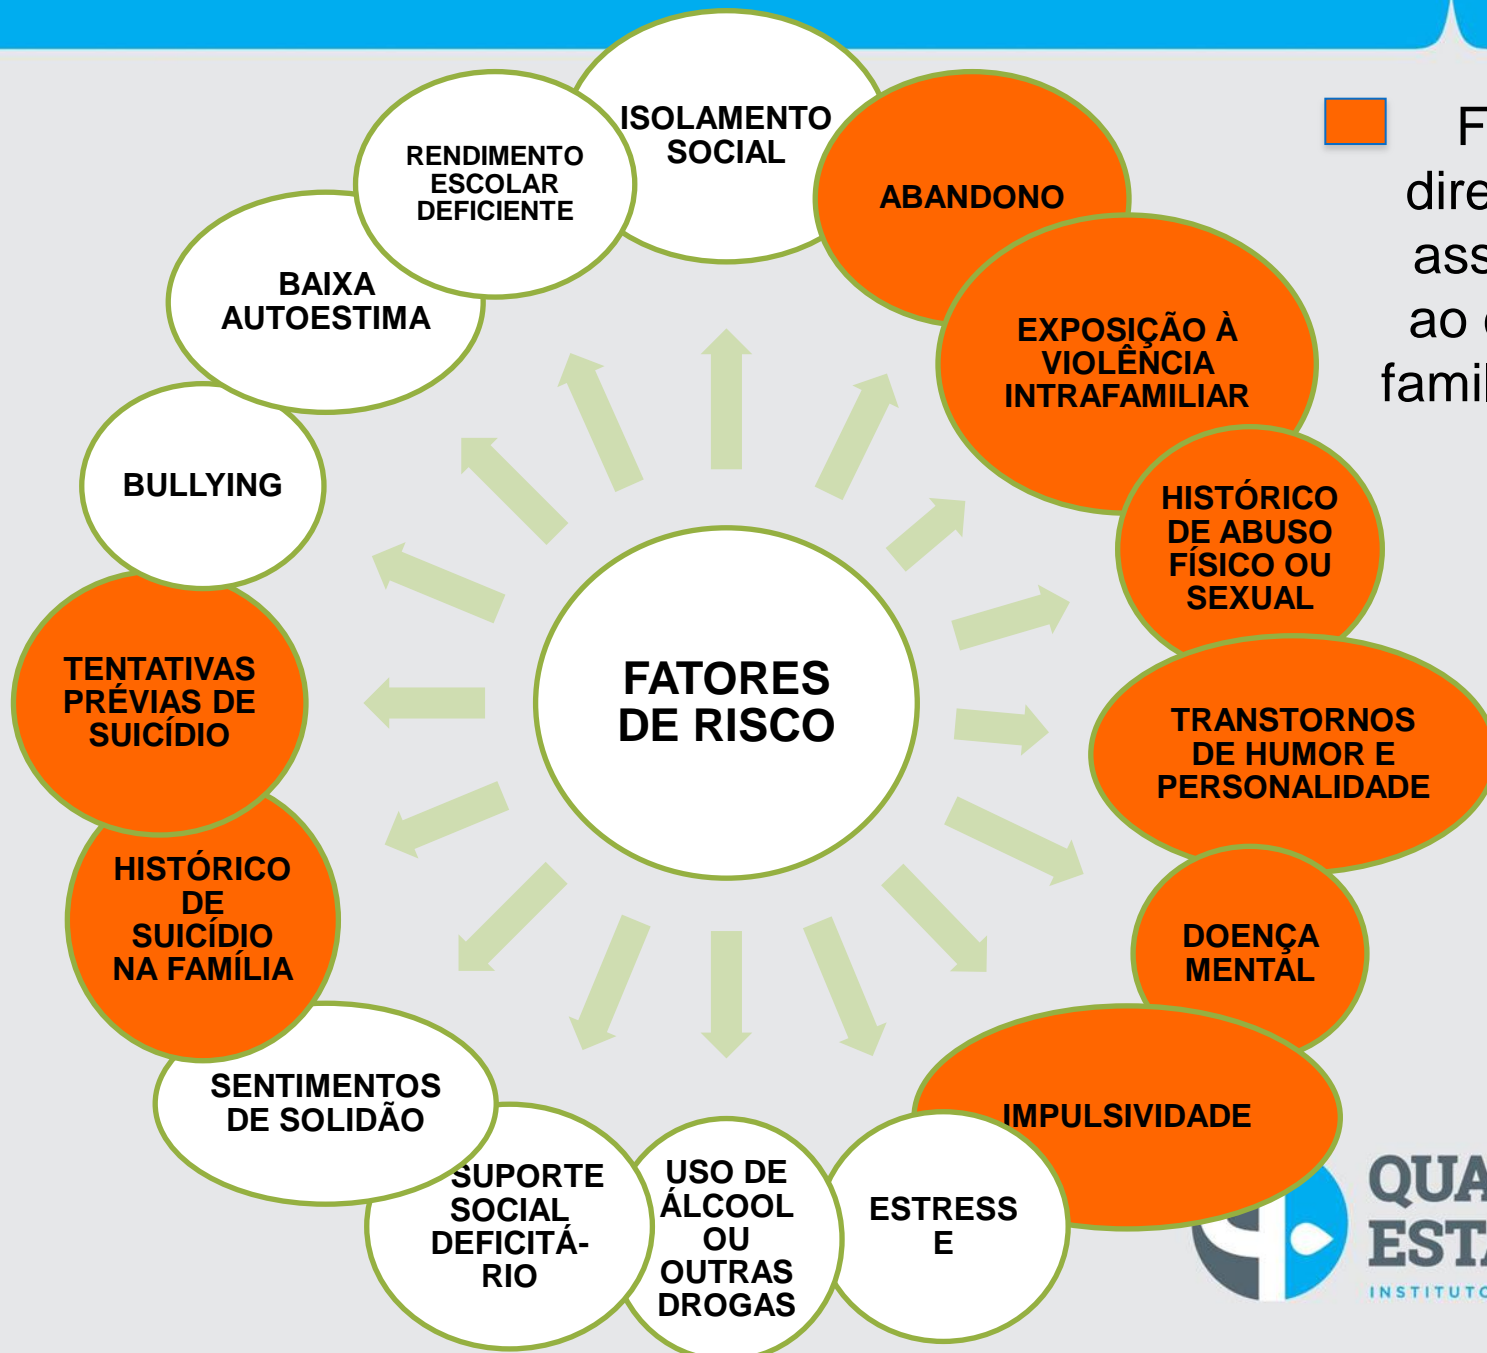 ISOLAMENTO
SOCIAL
ABANDONO
EXPOSIÇÃO À
VIOLÊNCIA
INTRAFAMILIAR
HISTÓRICO
DE ABUSO
FÍSICO OU
SEXUAL
TRANSTORNOS
DE HUMOR E
PERSONALIDADE
DOENÇA
MENTAL
IMPULSIVIDADE
ESTRESS
E
USO DE
ÁLCOOL
OU
OUTRAS
DROGAS
SUPORTE
SOCIAL
DEFICITÁ-
RIO
SENTIMENTOS
DE SOLIDÃO
HISTÓRICO
DE
SUICÍDIO
NA FAMÍLIA
TENTATIVAS
PRÉVIAS DE
SUICÍDIO
BULLYING
BAIXA
AUTOESTIMA
RENDIMENTO
ESCOLAR
DEFICIENTE
FATORES
DE RISCO
ao
INSTITUTO